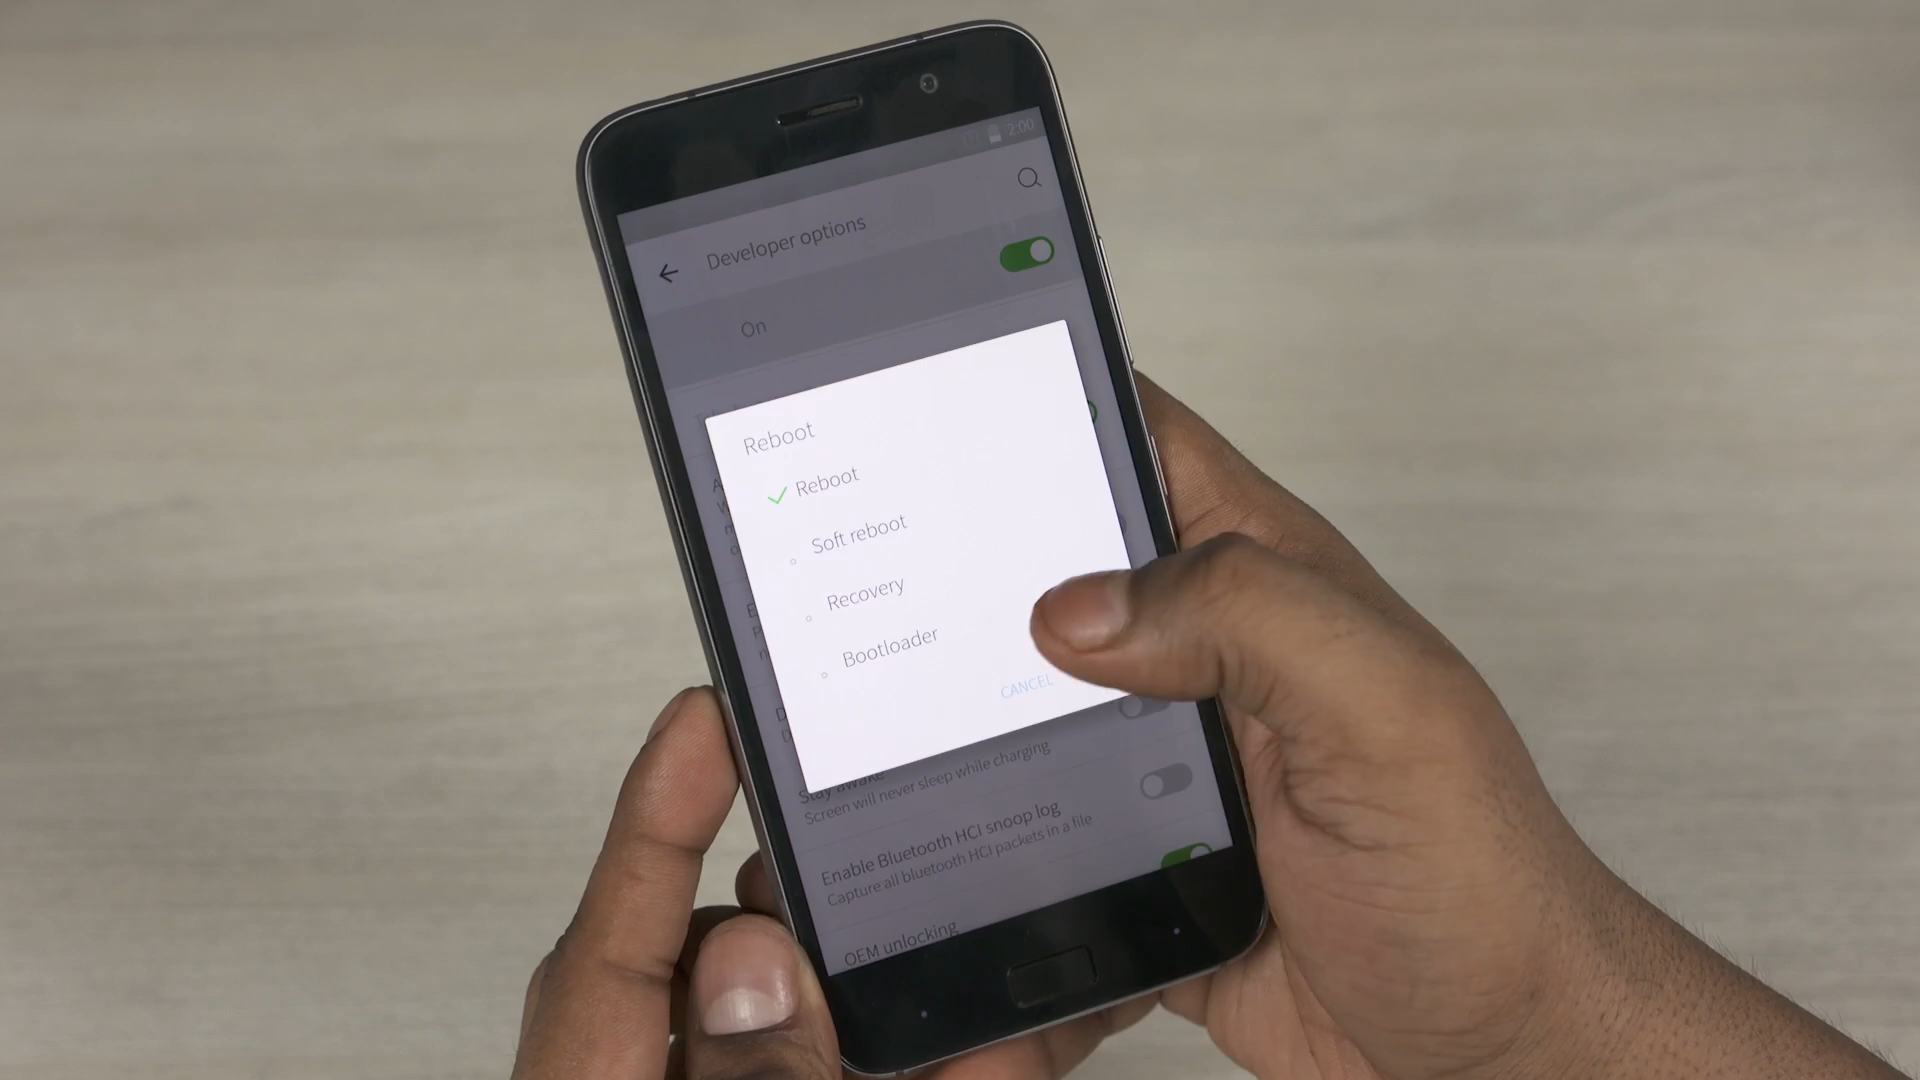 2:00
Developer options
On
Reboot
Reboot
Soft reboot
Recovery
Bootloader
CANCEL
Stay awake
Screen will never sleep while charging
Enable Bluetooth HCI snoop log
Capture all bluetooth HCI packets in a file
OEM unlocking